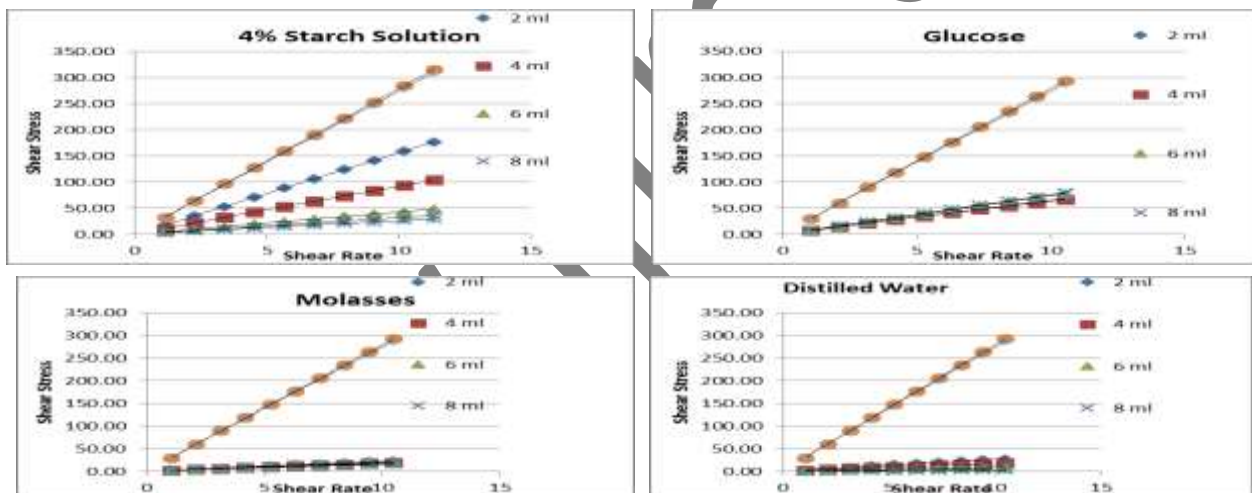 4% Starch Solution
350.00
300.00
250.00
200.00
150.00
100.00
50.00
0.00
0
5
10
15
Shear Stress
Shear Rate
2 ml
4 ml
6 ml
8 ml
Glucose
350.00
300.00
250.00
200.00
150.00
100.00
50.00
0.00
0
5
10
15
Shear Stress
Shear Rate
2 ml
4 ml
6 ml
8 ml
Molasses
350.00
300.00
250.00
200.00
150.00
100.00
50.00
0.00
0
5
10
15
Shear Stress
Shear Rate
2 ml
4 ml
6 ml
8 ml
Distilled Water
350.00
300.00
250.00
200.00
150.00
100.00
50.00
0.00
0
5
10
15
Shear Stress
Shear Rate
2 ml
4 ml
6 ml
8 ml